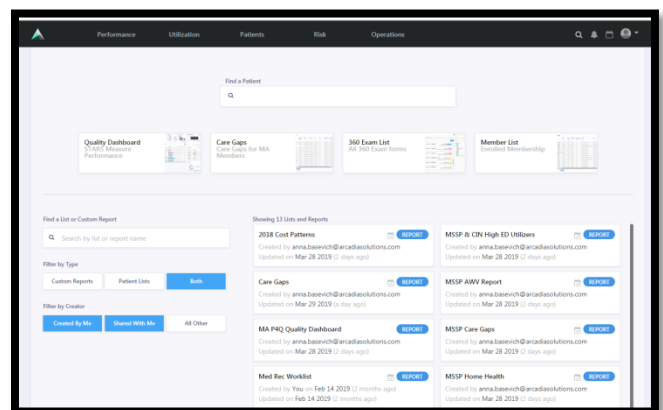 Performance Utilization Patients Risk Operations
Find a Patient
Quality Dashboard
STARS Measure
Performance
Care Gaps
Care Gaps for MA
Members
360 Exam List
All 360 Exam forms
Member List
Enrolled Membership
Find a List or Custom Report
Search by list or report name
Filter by Type
Custom Reports Patient Lists Both
Filter by Creator
Created By Me Shared With Me All Other
Showing 13 Lists and Reports
2018 Cost Patterns REPORT
Created by anna.basevich@arcadiasolutions.com
Updated on Mar 28 2019 (2 days ago)
MSSP & CIN High ED Utilizers REPORT
Created by anna.basevich@arcadiasolutions.com
Updated on Mar 28 2019 (2 days ago)
Care Gaps REPORT
Created by anna.basevich@arcadiasolutions.com
Updated on Mar 29 2019 (a day ago)
MSSP AWV Report REPORT
Created by anna.basevich@arcadiasolutions.com
Updated on Mar 28 2019 (2 days ago)
MA P4Q Quality Dashboard REPORT
Created by anna.basevich@arcadiasolutions.com
Updated on Mar 28 2019 (2 days ago)
MSSP Care Gaps REPORT
Created by anna.basevich@arcadiasolutions.com
Updated on Mar 28 2019 (2 days ago)
Med Rec Worklist REPORT
Created by You on Feb 14 2019 (2 months ago)
Updated on Feb 14 2019 (2 months ago)
MSSP Home Health REPORT
Created by anna.basevich@arcadiasolutions.com
Updated on Mar 28 2019 (2 days ago)